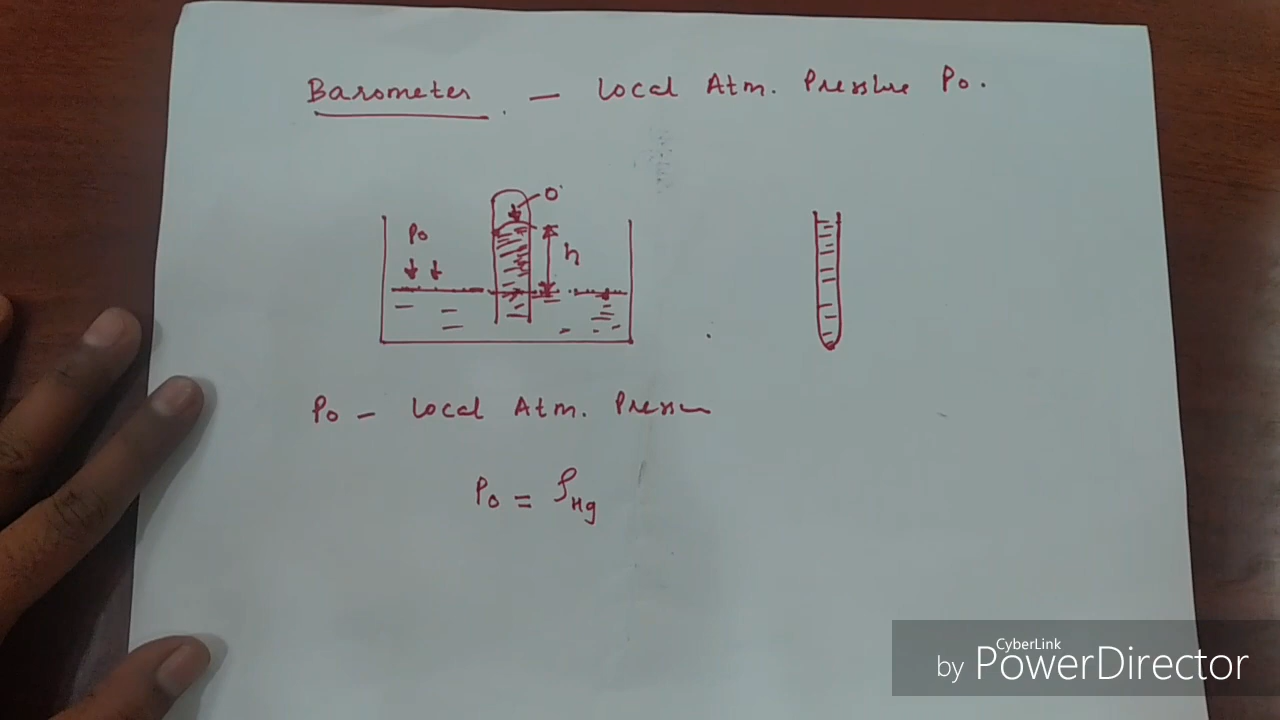 Barometer. — Local Atm. Pressure Po.
O
Po
h
Po – Local Atm. Pressu
Po = ρHg
CyberLink
by PowerDirector